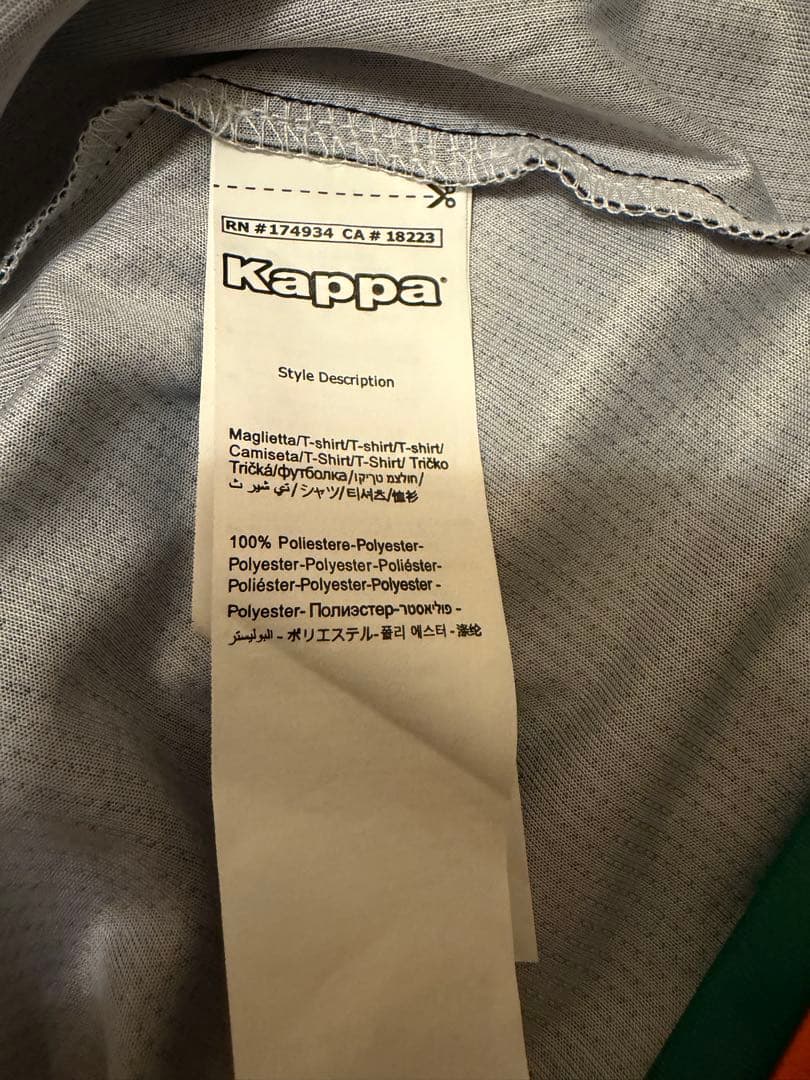 RN #174934 CA # 18223
Kappa
Style Description
Maglietta/T-shirt/T-shirt/T-shirt/
Camiseta/T-Shirt/T-Shirt/ Tričko
Tričká/футболка/חולצת טריקו/
تي شيرت/シャツ/티셔츠/恤衫
100% Poliestere-Polyester-
Polyester-Polyester-Poliéster-
Poliéster-Polyester-Polyester -
Polyester- Полиэстер-פוליאסטר -
البوليستر - ポリエステル-폴리 에스터 -涤纶